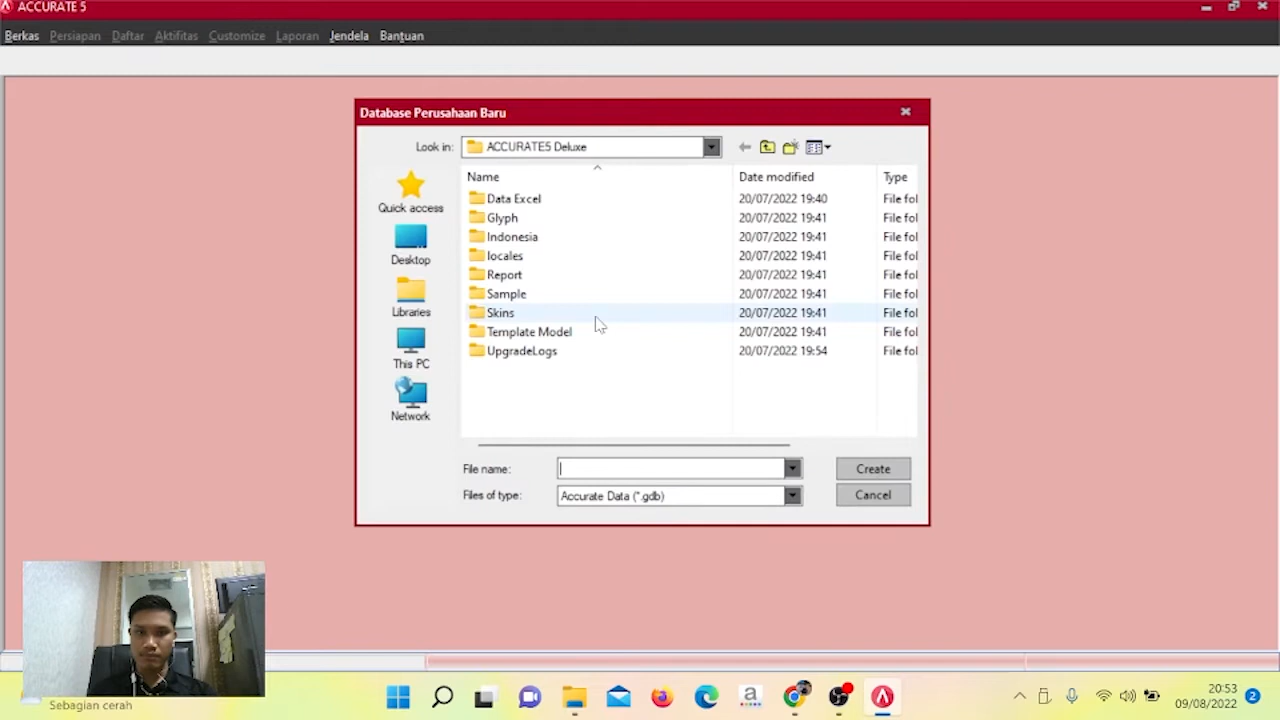 ACCURATE 5
Berkas Persiapan Daftar Aktifitas Customize Laporan Jendela Bantuan
Database Perusahaan Baru
Look in: ACCURATE5 Deluxe
Name Date modified Type
Quick access
Desktop
Libraries
This PC
Network
Data Excel 20/07/2022 19:40 File fol
Glyph 20/07/2022 19:41 File fol
Indonesia 20/07/2022 19:41 File fol
locales 20/07/2022 19:41 File fol
Report 20/07/2022 19:41 File fol
Sample 20/07/2022 19:41 File fol
Skins 20/07/2022 19:41 File fol
Template Model 20/07/2022 19:41 File fol
UpgradeLogs 20/07/2022 19:54 File fol
File name: Create
Files of type: Accurate Data (*.gdb) Cancel
Sebagian cerah
a
20:53
09/08/2022
2